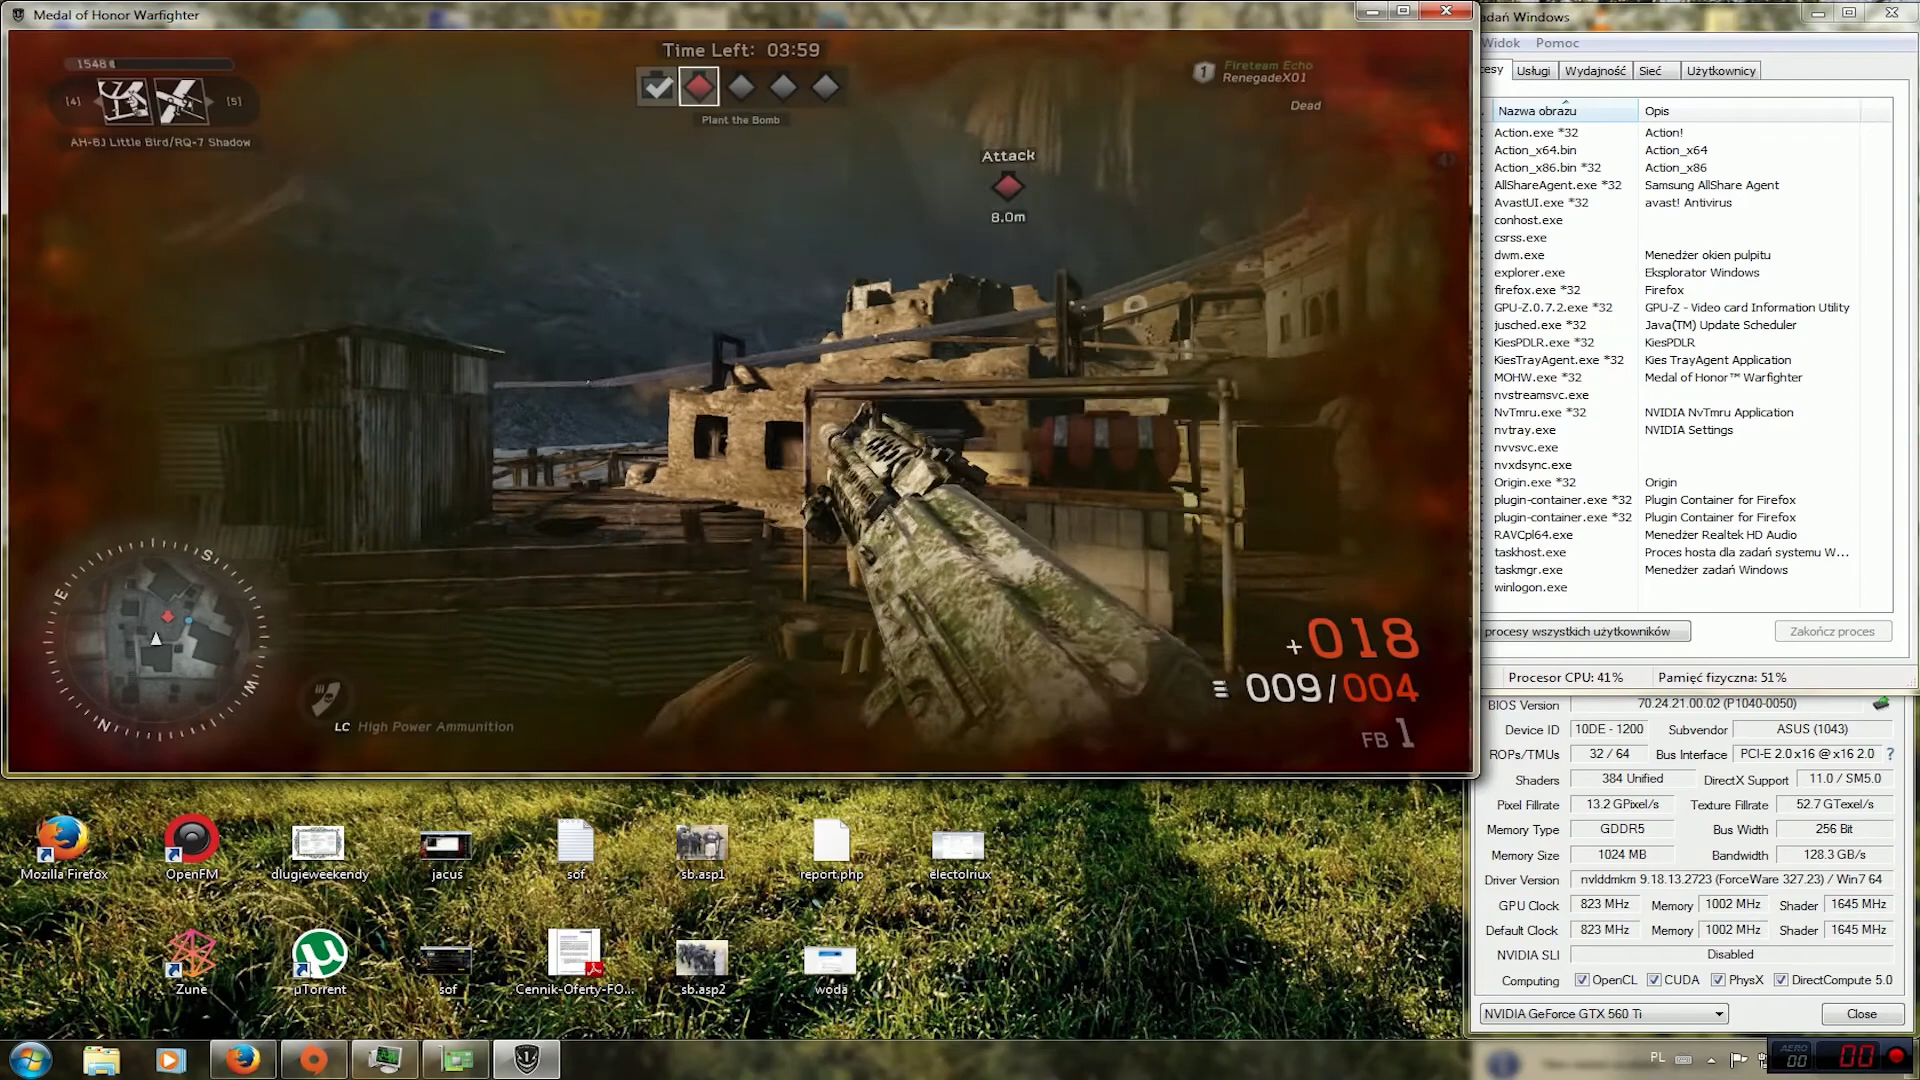 Medal of Honor Warfighter
1548
[4]
[5]
AH-6J Little Bird/RQ-7 Shadow
Time Left: 03:59
Plant the Bomb
1
Fireteam Echo
RenegadeX01
Dead
Attack
8.0m
S
E
W
N
LC High Power Ammunition
+018
009/004
FB 1
adań Windows
Widok Pomoc
cesy Usługi Wydajność Sieć Użytkownicy
Nazwa obrazu Opis
Action.exe *32 Action!
Action_x64.bin Action_x64
Action_x86.bin *32 Action_x86
AllShareAgent.exe *32 Samsung AllShare Agent
AvastUI.exe *32 avast! Antivirus
conhost.exe
csrss.exe
dwm.exe Menedżer okien pulpitu
explorer.exe Eksplorator Windows
firefox.exe *32 Firefox
GPU-Z.0.7.2.exe *32 GPU-Z - Video card Information Utility
jusched.exe *32 Java(TM) Update Scheduler
KiesPDLR.exe *32 KiesPDLR
KiesTrayAgent.exe *32 Kies TrayAgent Application
MOHW.exe *32 Medal of Honor™ Warfighter
nvstreamsvc.exe
NvTmru.exe *32 NVIDIA NvTmru Application
nvtray.exe NVIDIA Settings
nvvsvc.exe
nvxdsync.exe
Origin.exe *32 Origin
plugin-container.exe *32 Plugin Container for Firefox
plugin-container.exe *32 Plugin Container for Firefox
RAVCpl64.exe Menedżer Realtek HD Audio
taskhost.exe Proces hosta dla zadań systemu W...
taskmgr.exe Menedżer zadań Windows
winlogon.exe
procesy wszystkich użytkowników Zakończ proces
Procesor CPU: 41% Pamięć fizyczna: 51%
BIOS Version 70.24.21.00.02 (P1040-0050)
Device ID 10DE - 1200 Subvendor ASUS (1043)
ROPs/TMUs 32 / 64 Bus Interface PCI-E 2.0 x16 @ x16 2.0 ?
Shaders 384 Unified DirectX Support 11.0 / SM5.0
Pixel Fillrate 13.2 GPixel/s Texture Fillrate 52.7 GTexel/s
Memory Type GDDR5 Bus Width 256 Bit
Memory Size 1024 MB Bandwidth 128.3 GB/s
Driver Version nvlddmkm 9.18.13.2723 (ForceWare 327.23) / Win7 64
GPU Clock 823 MHz Memory 1002 MHz Shader 1645 MHz
Default Clock 823 MHz Memory 1002 MHz Shader 1645 MHz
NVIDIA SLI Disabled
Computing OpenCL CUDA PhysX DirectCompute 5.0
NVIDIA GeForce GTX 560 Ti Close
Mozilla Firefox OpenFM dlugieweekendy jacus sof sb.asp1 report.php electolriux
Zune µTorrent sof Cennik-Oferty-FO... sb.asp2 woda
PL
AERO
00
00